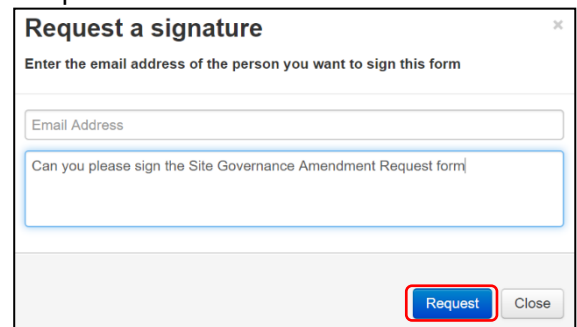 Request a signature
×
Enter the email address of the person you want to sign this form
Email Address
Can you please sign the Site Governance Amendment Request form
Request Close